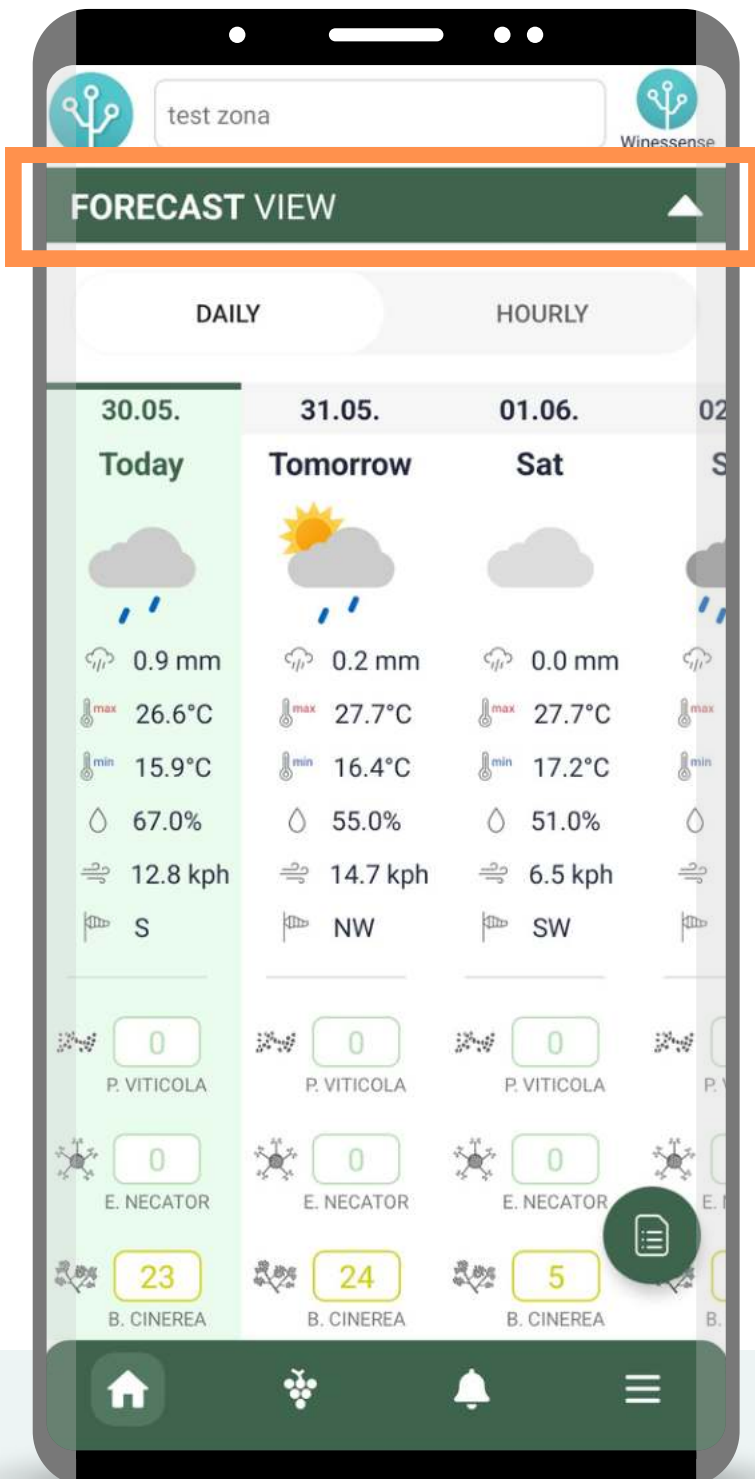 test zona
Winessense
FORECAST VIEW
DAILY HOURLY
30.05. 31.05. 01.06. 02
Today Tomorrow Sat S
0.9 mm 0.2 mm 0.0 mm
max 26.6°C max 27.7°C max 27.7°C max
min 15.9°C min 16.4°C min 17.2°C min
67.0% 55.0% 51.0%
12.8 kph 14.7 kph 6.5 kph
S NW SW
0 0 0
P. VITICOLA P. VITICOLA P. VITICOLA P.
0 0 0
E. NECATOR E. NECATOR E. NECATOR E.
23 24 5
B. CINEREA B. CINEREA B. CINEREA B.